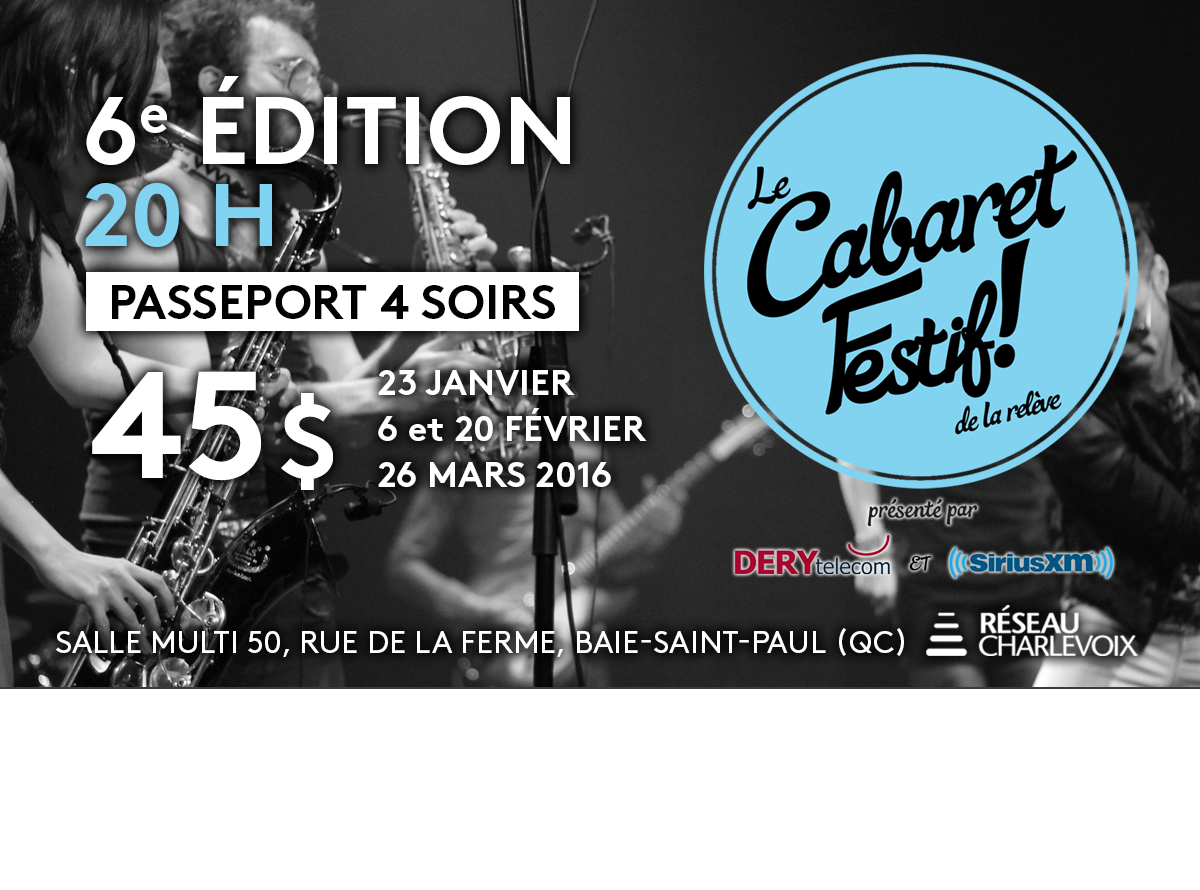 6e ÉDITION
20 H
PASSEPORT 4 SOIRS
45$
23 JANVIER
6 et 20 FÉVRIER
26 MARS 2016
Le
Cabaret
Festif!
de la relève
présenté par
DERYtelecom ET SiriusXm
SALLE MULTI 50, RUE DE LA FERME, BAIE-SAINT-PAUL (QC)
RÉSEAU
CHARLEVOIX